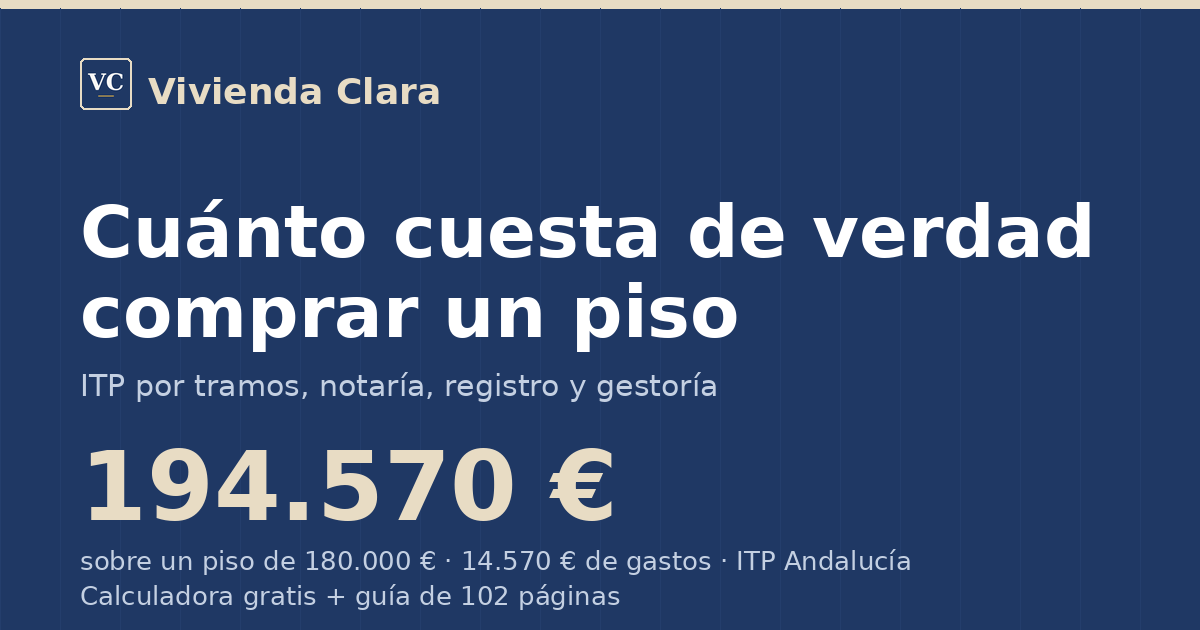 VC
Vivienda Clara
Cuánto cuesta de verdad
comprar un piso
ITP por tramos, notaría, registro y gestoría
194.570 €
sobre un piso de 180.000 € · 14.570 € de gastos · ITP Andalucía
Calculadora gratis + guía de 102 páginas